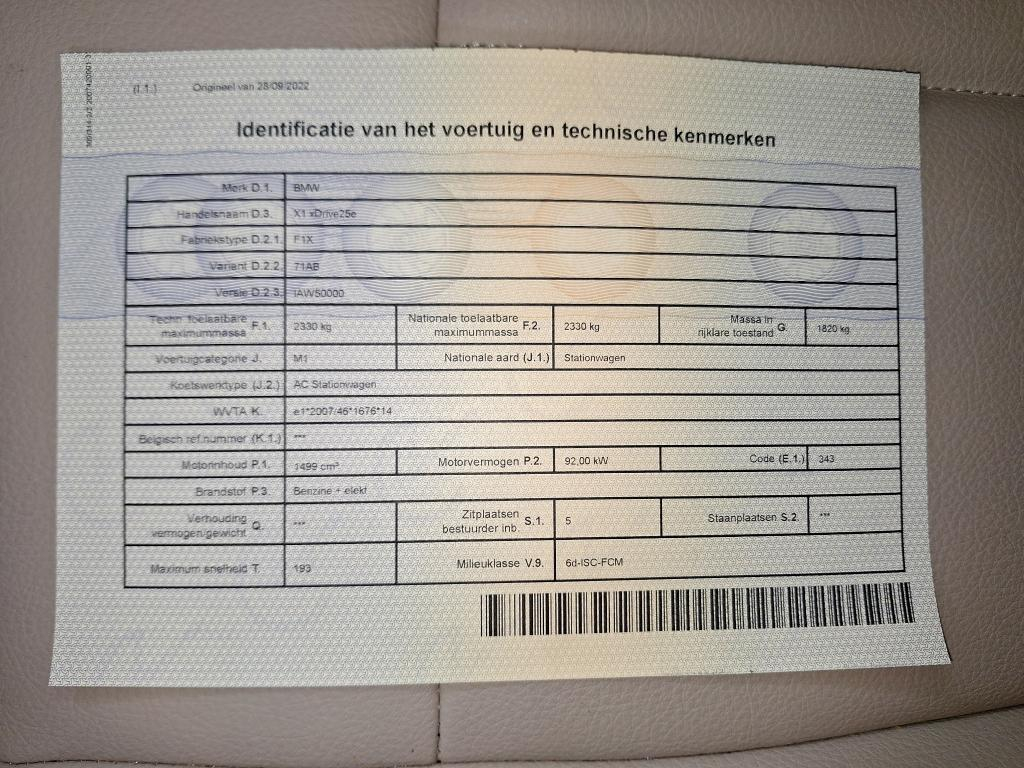 (I.1.) Origineel van 28/09/2022
Identificatie van het voertuig en technische kenmerken
Merk D.1. BMW
Handelsnaam D.3. X1 xDrive25e
Fabriekstype D.2.1. F1X
Variant D.2.2. 71AB
Versie D.2.3. IAW50000
Techn toelaatbare maximummassa F.1. 2330 kg Nationale toelaatbare maximummassa F.2. 2330 kg Massa in rijklare toestand G. 1820 kg
Voertuigcategorie J. M1 Nationale aard (J.1.) Stationwagen
Koetswerktype (J.2.) AC Stationwagen
WVTA K. e1*2007/46*1676*14
Belgisch ref.nummer (K.1.) ***
Motorinhoud P.1. 1499 cm³ Motorvermogen P.2. 92,00 kW Code (E.1.) 343
Brandstof P.3. Benzine + elekt
Verhouding vermogen/gewicht Q. *** Zitplaatsen bestuurder inb. S.1. 5 Staanplaatsen S.2. ***
Maximum snelheid T. 193 Milieuklasse V.9. 6d-ISC-FCM